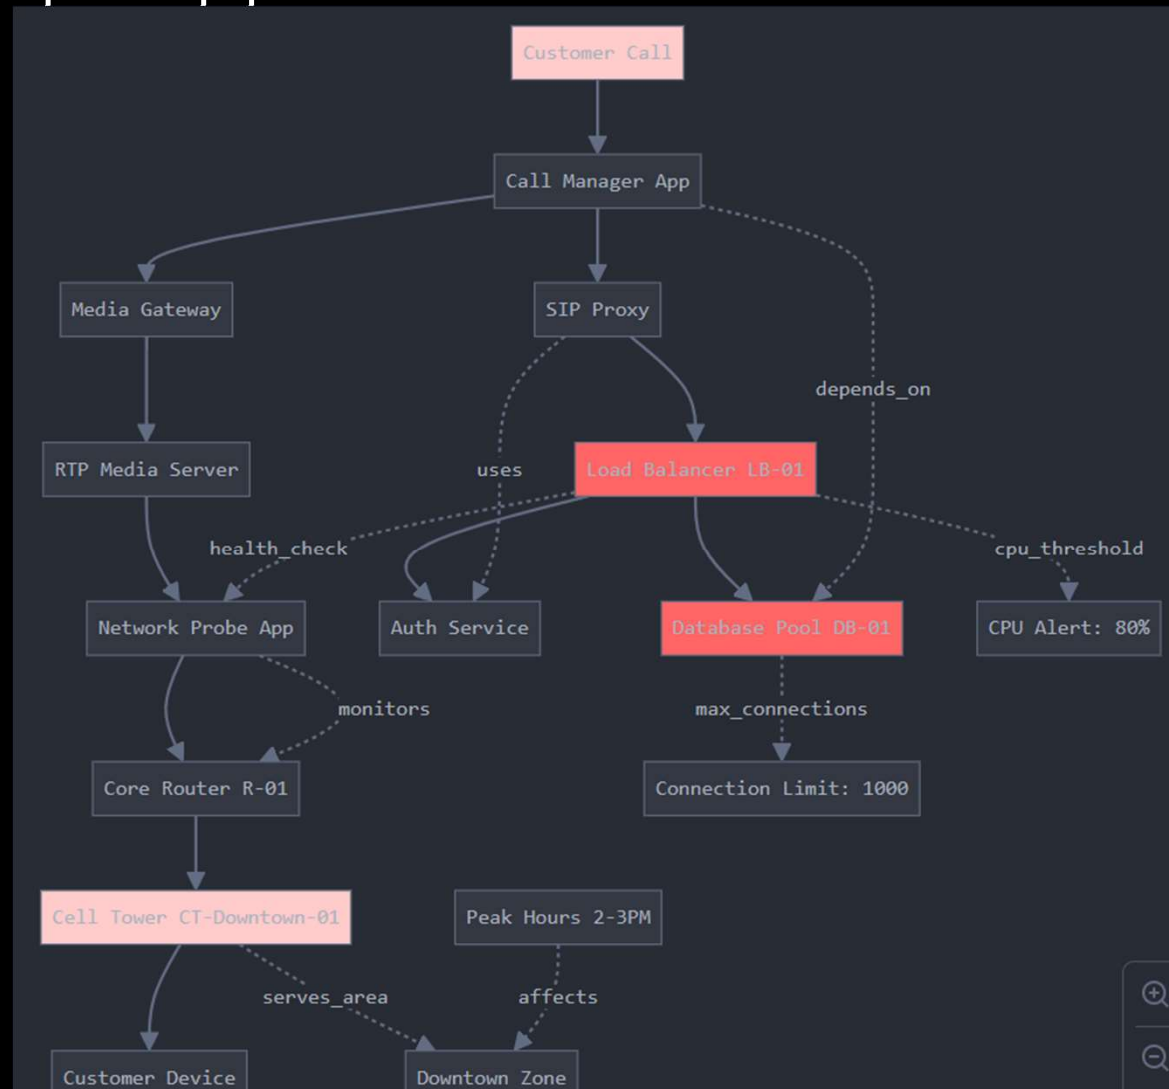 Customer Call
Call Manager App
Media Gateway
SIP Proxy
depends_on
RTP Media Server
uses
Load Balancer LB-01
health_check
cpu_threshold
Network Probe App
Auth Service
Database Pool DB-01
CPU Alert: 80%
monitors
max_connections
Core Router R-01
Connection Limit: 1000
Cell Tower CT-Downtown-01
Peak Hours 2-3PM
serves_area
affects
Customer Device
Downtown Zone